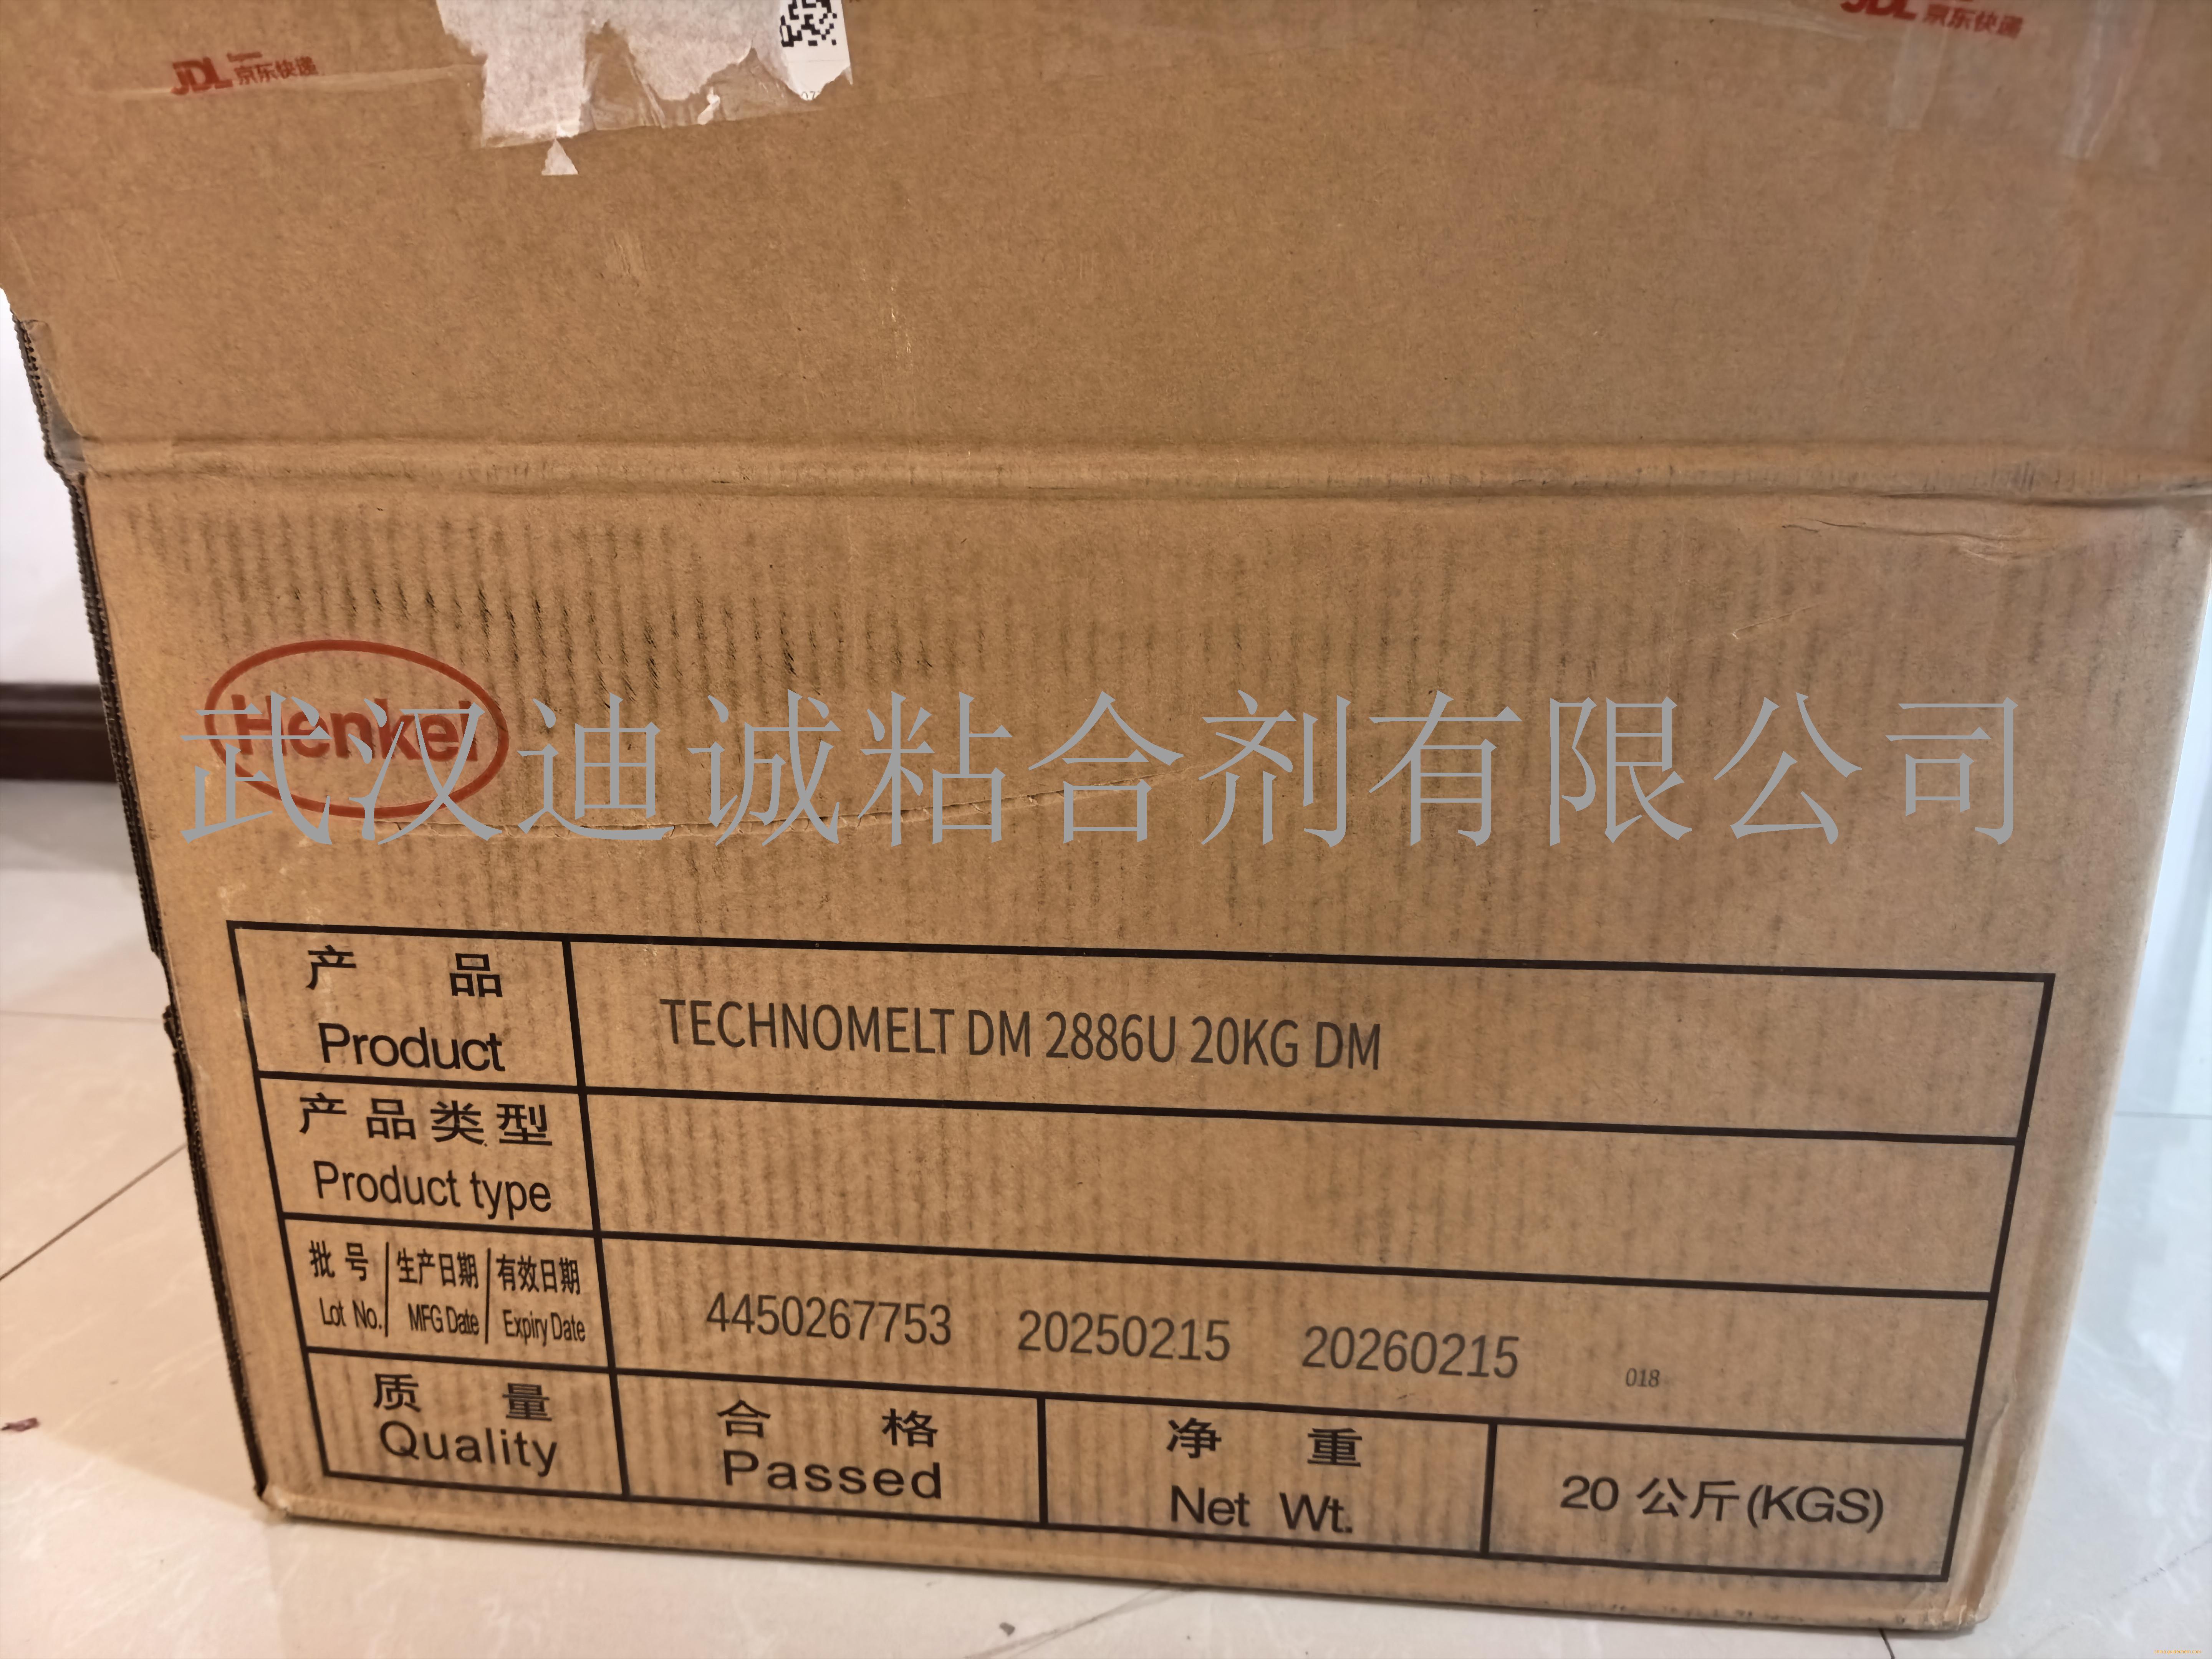 JDL 京东快递
JDL 京东快递
Henkel
武汉迪诚粘合剂有限公司
产 品
Product
TECHNOMELT DM 2886U 20KG DM
产品类型
Product type
批 号 生产日期 有效日期
Lot No. MFG Date Expiry Date
4450267753 20250215 20260215 018
质 量
Quality
合 格
Passed
净 重
Net Wt.
20 公斤(KGS)